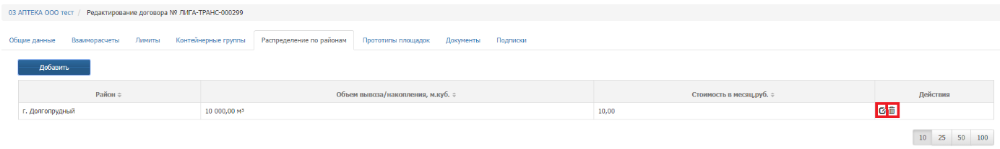 03 АПТЕКА ООО тест / Редактирование договора № ЛИГА-ТРАНС-000299
Общие данные Взаиморасчеты Лимиты Контейнерные группы Распределение по районам Прототипы площадок Документы Подписки
Добавить
Район Объем вывоза/накопления, м.куб. Стоимость в месяц,руб. Действия
г. Долгопрудный 10 000,00 м³ 10,00
10 25 50 100